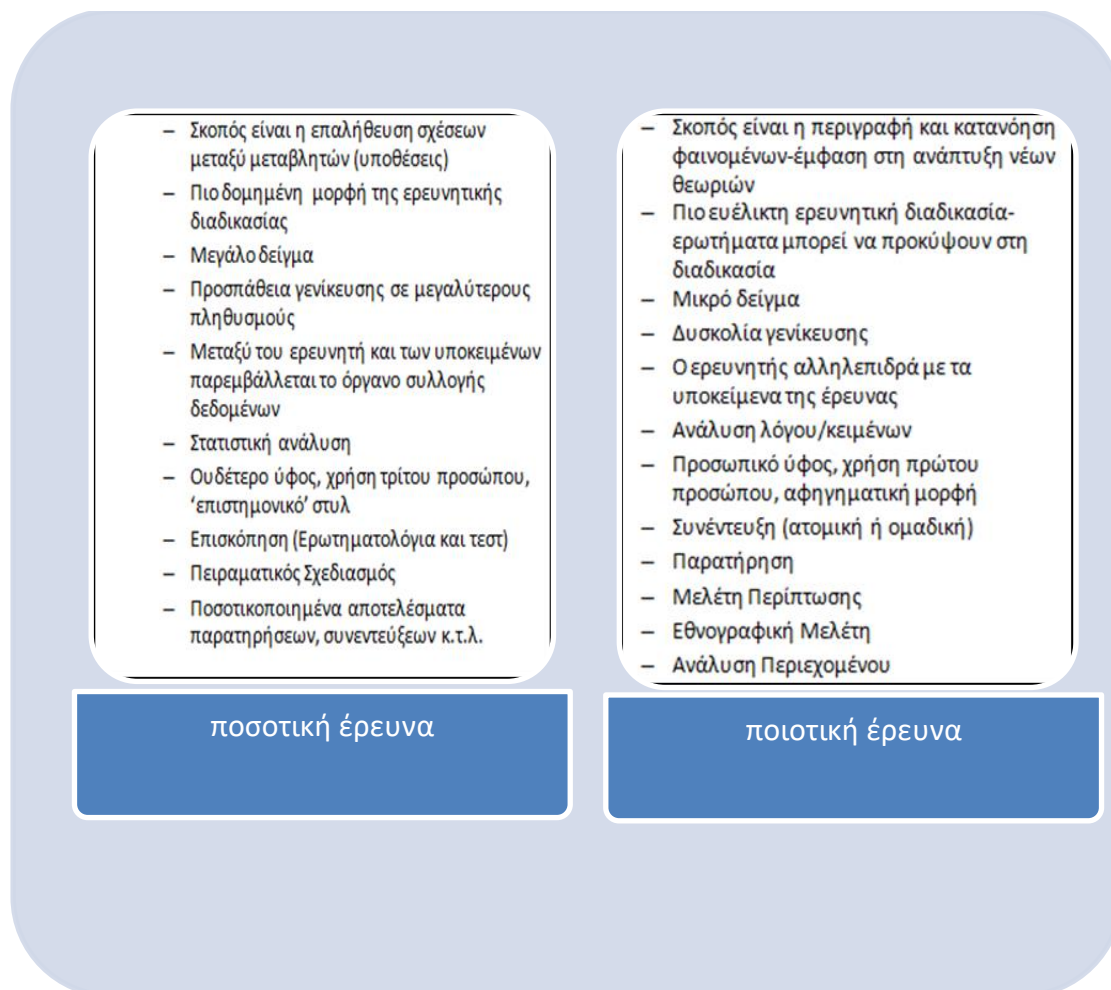 – Σκοπός είναι η επαλήθευση σχέσεων
μεταξύ μεταβλητών (υποθέσεις)
– Πιο δομημένη μορφή της ερευνητικής
διαδικασίας
– Μεγάλο δείγμα
– Προσπάθεια γενίκευσης σε μεγαλύτερους
πληθυσμούς
– Μεταξύ του ερευνητή και των υποκειμένων
παρεμβάλλεται το όργανο συλλογής
δεδομένων
– Στατιστική ανάλυση
– Ουδέτερο ύφος, χρήση τρίτου προσώπου,
‘επιστημονικό’ στυλ
– Επισκόπηση (Ερωτηματολόγια και τεστ)
– Πειραματικός Σχεδιασμός
– Ποσοτικοποιημένα αποτελέσματα
παρατηρήσεων, συνεντεύξεων κ.τ.λ.
ποσοτική έρευνα
– Σκοπός είναι η περιγραφή και κατανόηση
φαινομένων-έμφαση στη ανάπτυξη νέων
θεωριών
– Πιο ευέλικτη ερευνητική διαδικασία-
ερωτήματα μπορεί να προκύψουν στη
διαδικασία
– Μικρό δείγμα
– Δυσκολία γενίκευσης
– Ο ερευνητής αλληλεπιδρά με τα
υποκείμενα της έρευνας
– Ανάλυση λόγου/κειμένων
– Προσωπικό ύφος, χρήση πρώτου
προσώπου, αφηγηματική μορφή
– Συνέντευξη (ατομική ή ομαδική)
– Παρατήρηση
– Μελέτη Περίπτωσης
– Εθνογραφική Μελέτη
– Ανάλυση Περιεχομένου
ποιοτική έρευνα